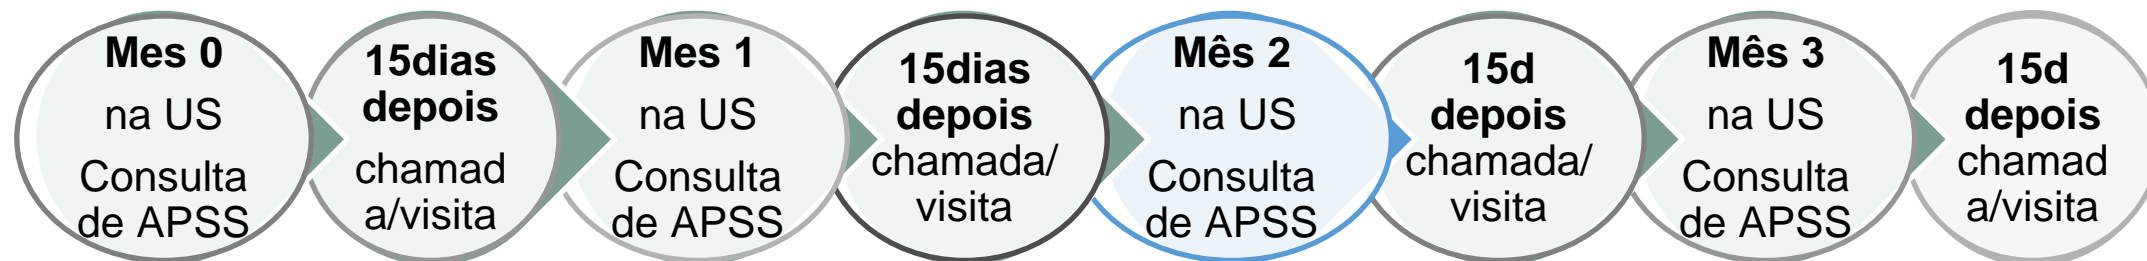 Mes 0
na US
Consulta
de APSS
15dias
depois
chamad
a/visita
Mes 1
na US
Consulta
de APSS
15dias
depois
chamada/
visita
Mês 2
na US
Consulta
de APSS
15d
depois
chamada/
visita
Mês 3
na US
Consulta
de APSS
15d
depois
chamad
a/visita